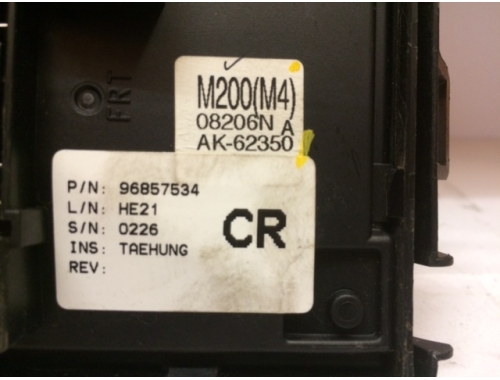 FRT
M200(M4)
08206N A
AK-62350
P/N: 96857534
L/N: HE21
S/N: 0226
INS: TAEHUNG
REV:
CR